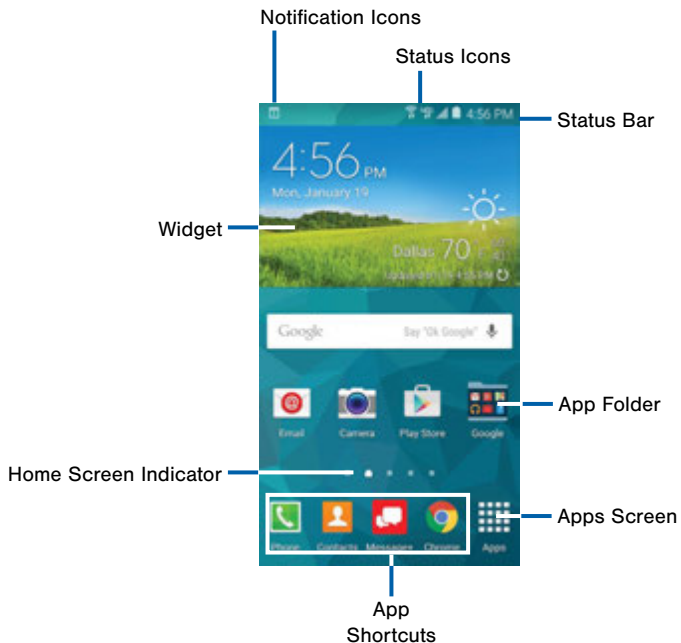 Notification Icons
Status Icons
4:56 PM
Status Bar
4:56 PM
Mon, January 19
Widget
Dallas 70°
Google
Say "Ok Google"
App Folder
Email
Camera
Play Store
Google
Home Screen Indicator
Apps Screen
Phone
Contacts
Messages
Chrome
Apps
App
Shortcuts